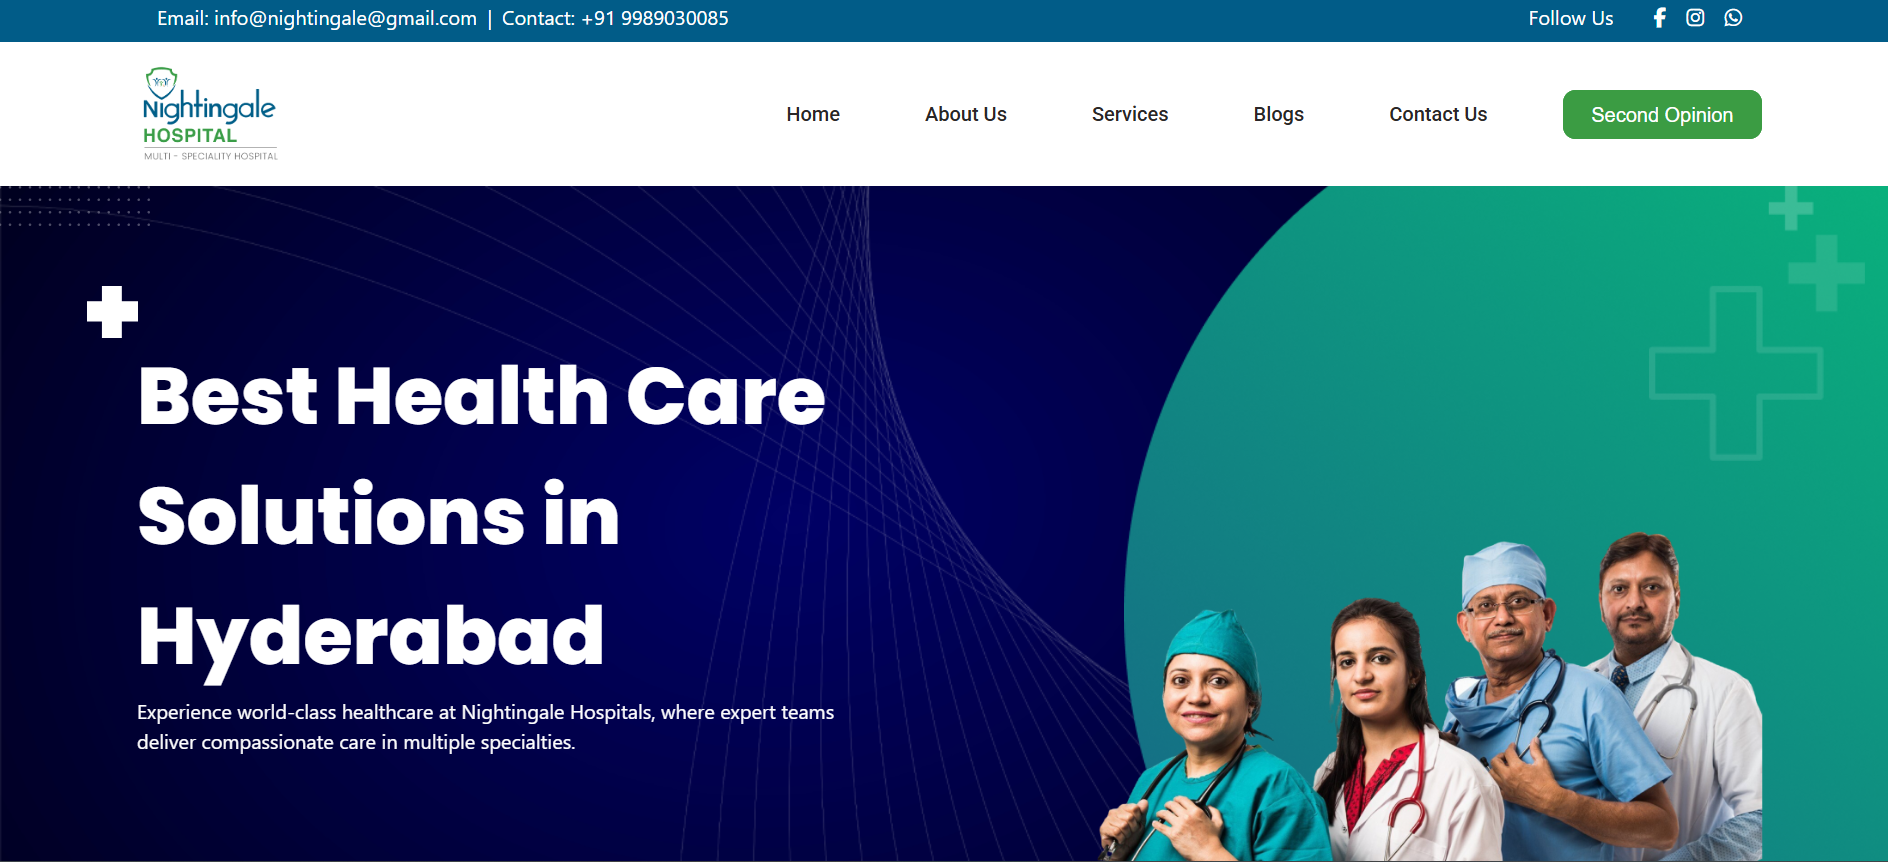 Email: info@nightingale@gmail.com | Contact: +91 9989030085
Follow Us
Nightingale
HOSPITAL
MULTI - SPECIALITY HOSPITAL
Home
About Us
Services
Blogs
Contact Us
Second Opinion
Best Health Care
Solutions in
Hyderabad
Experience world-class healthcare at Nightingale Hospitals, where expert teams
deliver compassionate care in multiple specialties.